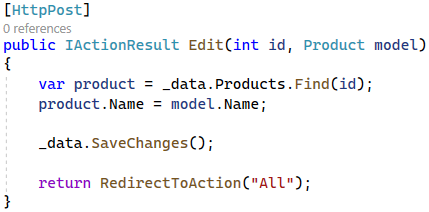 [HttpPost]
0 references
public IActionResult Edit(int id, Product model)
{
    var product = _data.Products.Find(id);
    product.Name = model.Name;

    _data.SaveChanges();

    return RedirectToAction("All");
}